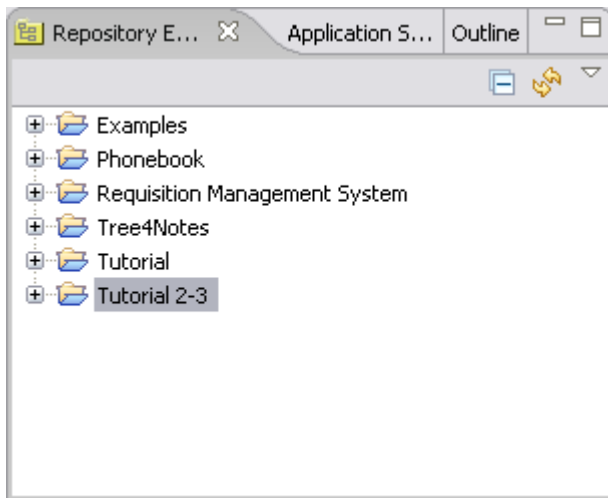 Repository E... Application S... Outline
Examples
Phonebook
Requisition Management System
Tree4Notes
Tutorial
Tutorial 2-3